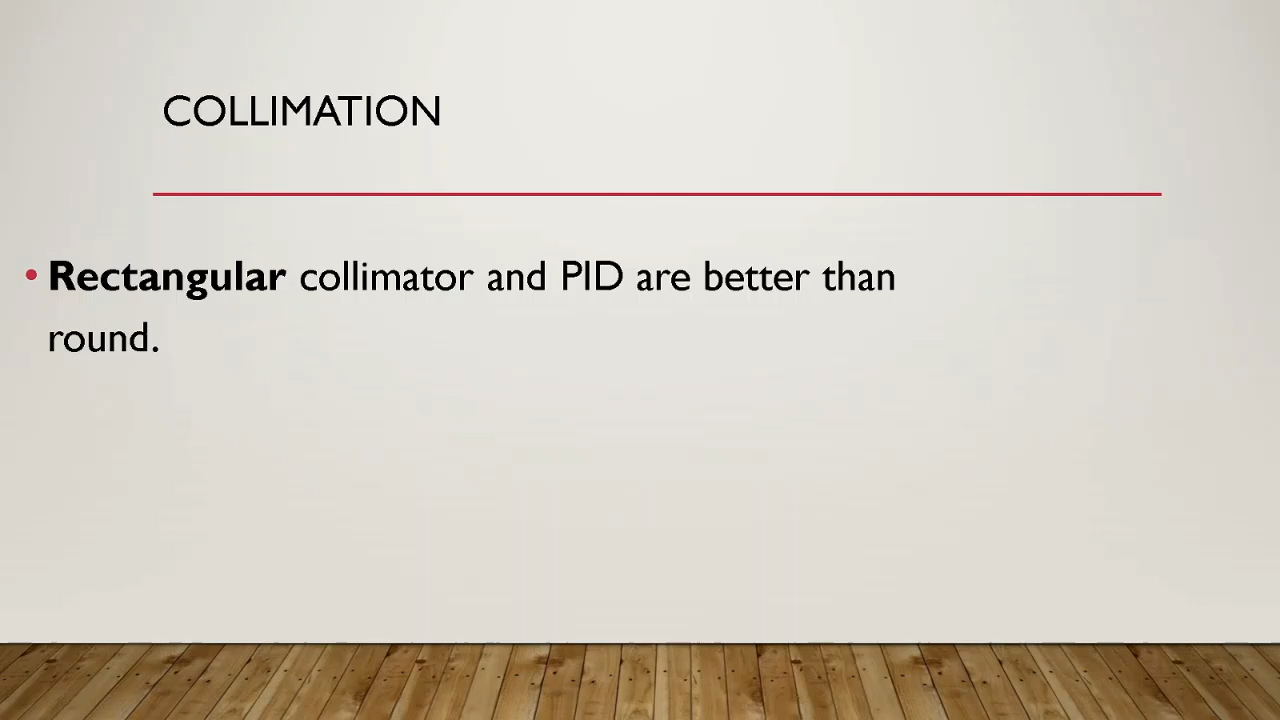 COLLIMATION
• Rectangular collimator and PID are better than
round.